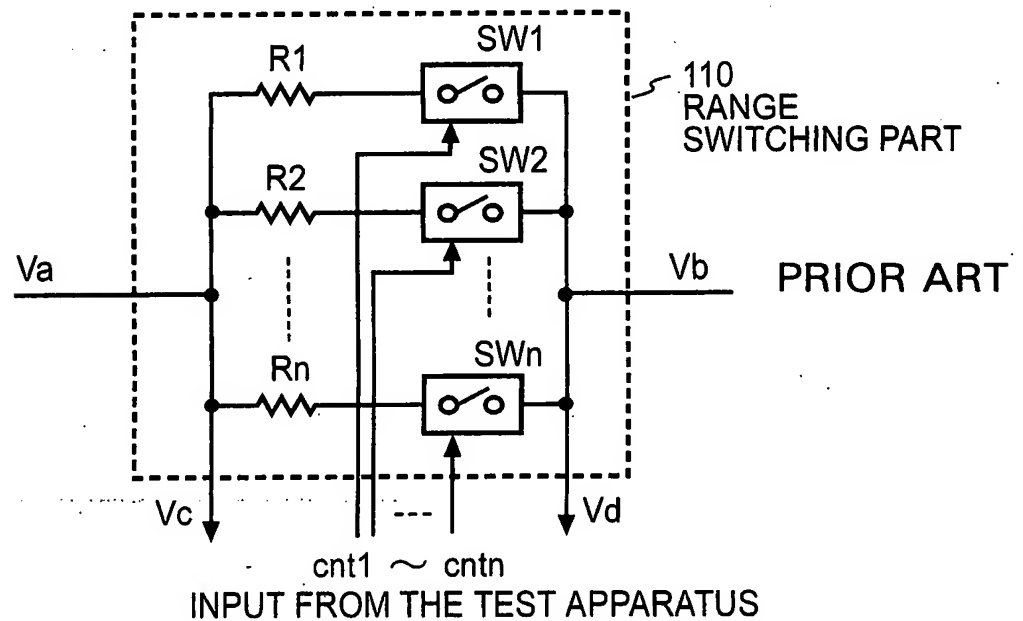 R1
SW1
110
RANGE
SWITCHING PART
R2
SW2
Va
Vb
PRIOR ART
Rn
SWn
Vc
Vd
cnt1 ~ cntn
INPUT FROM THE TEST APPARATUS